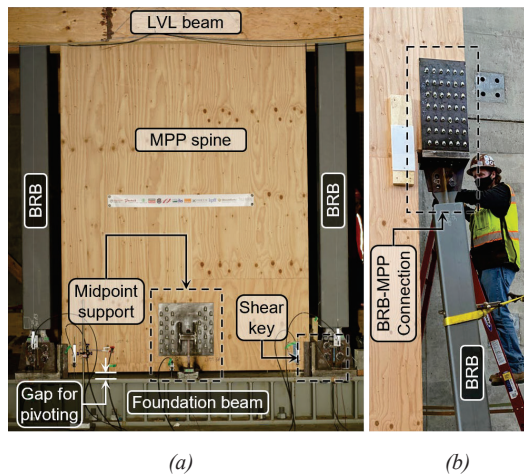 LVL beam
MPP spine
BRB
BRB
Midpoint
support
Shear
key
Gap for
pivoting
Foundation beam
(a)
BRB-MPP
Connection
BRB
(b)